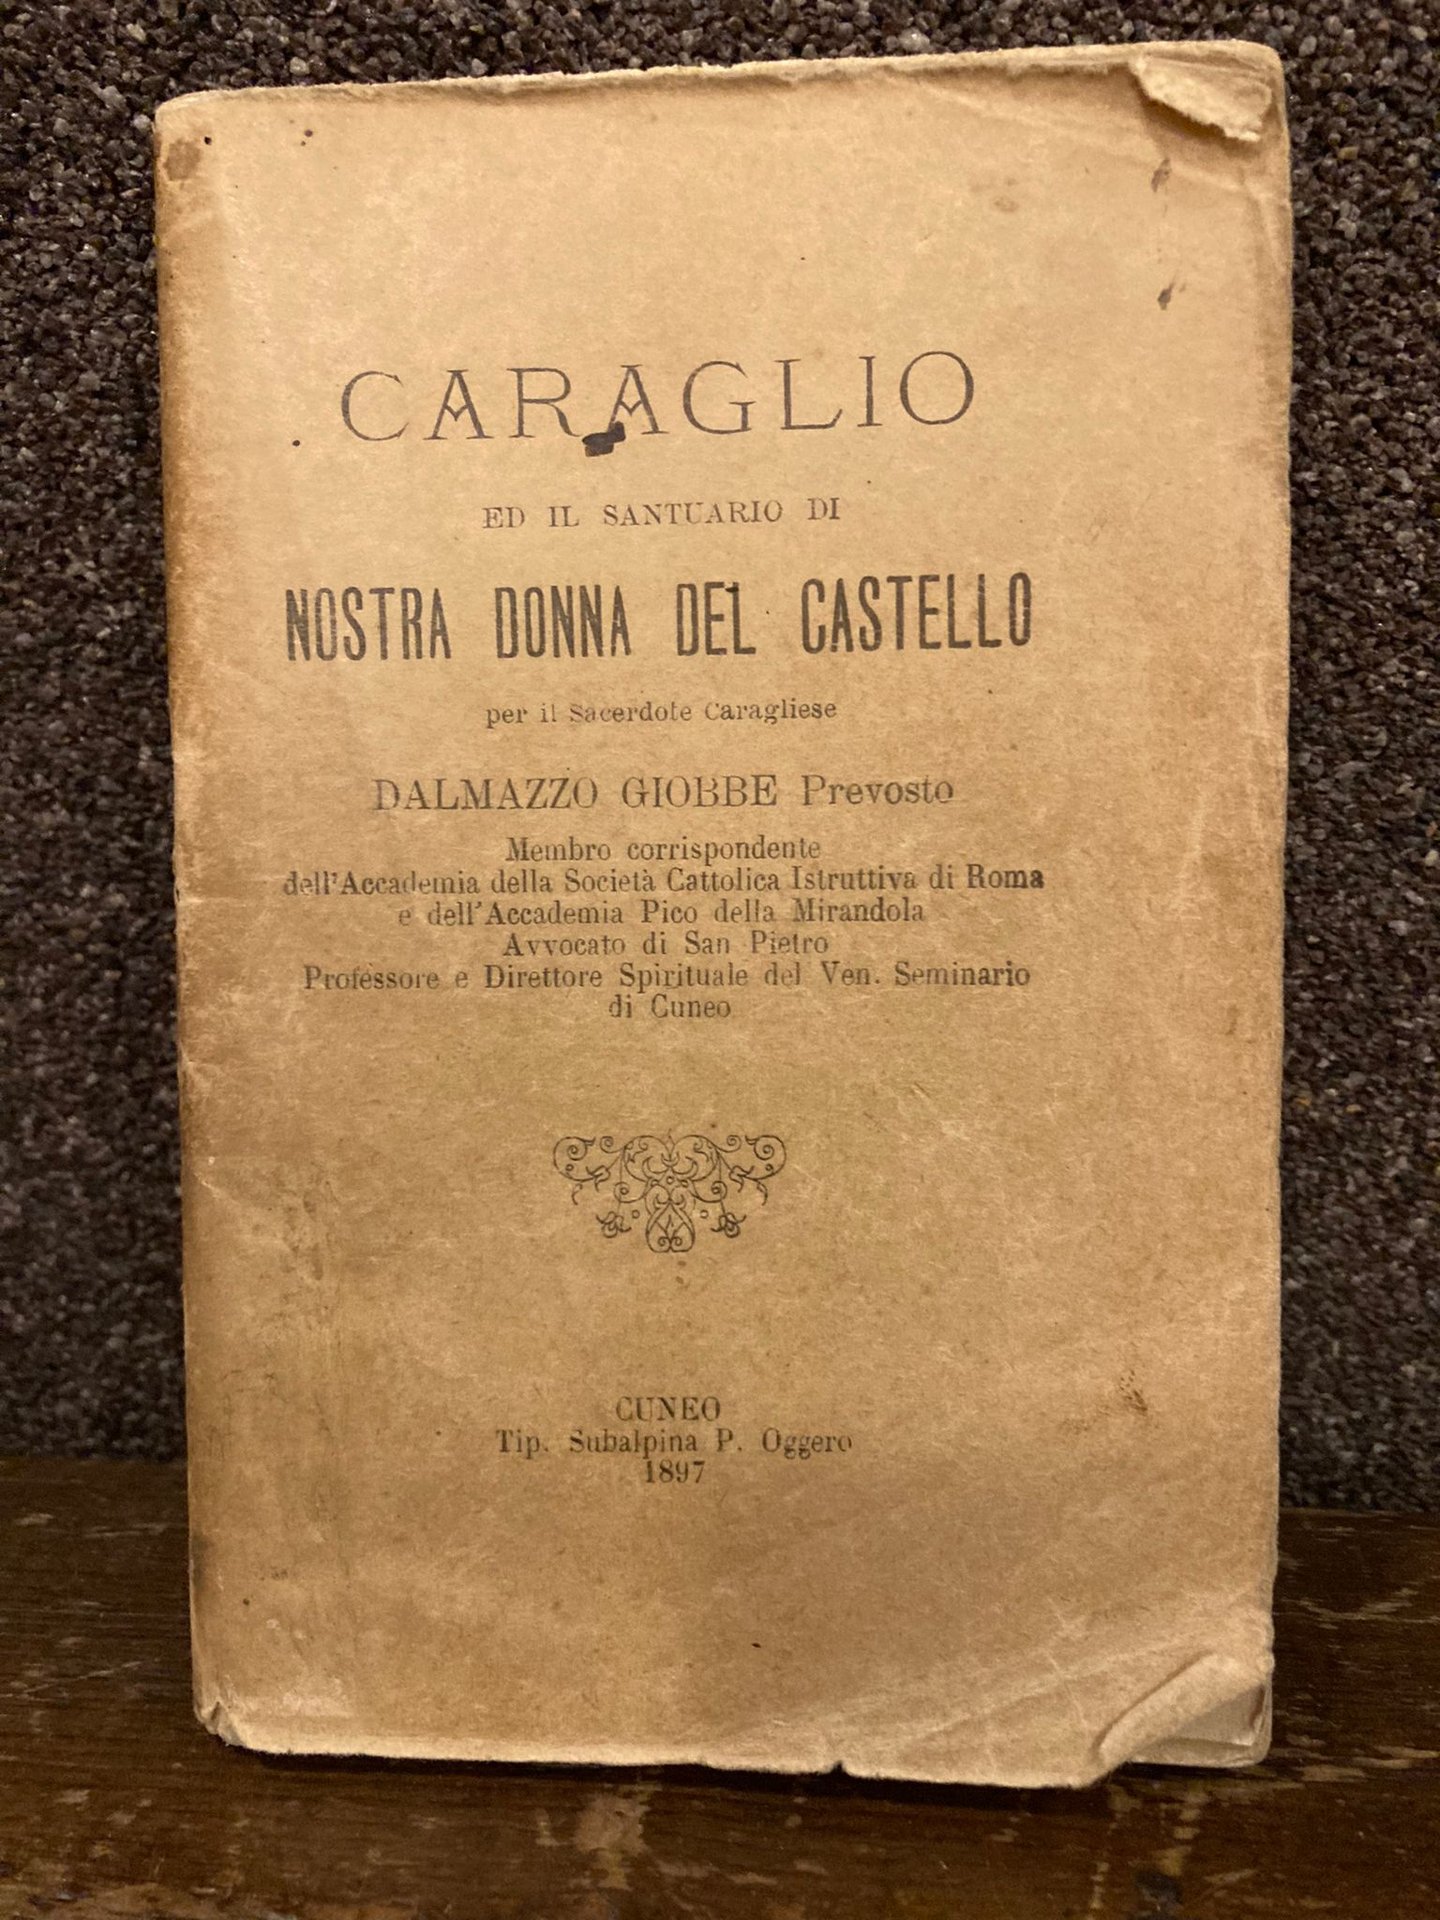 CARAGLIO
ED IL SANTUARIO DI
NOSTRA DONNA DEL CASTELLO
per il Sacerdote Caragliese
DALMAZZO GIOBBE Prevosto
Membro corrispondente
dell'Accademia della Società Cattolica Istruttiva di Roma
e dell'Accademia Pico della Mirandola
Avvocato di San Pietro
Professore e Direttore Spirituale del Ven. Seminario
di Cuneo
CUNEO
Tip. Subalpina P. Oggero
1897